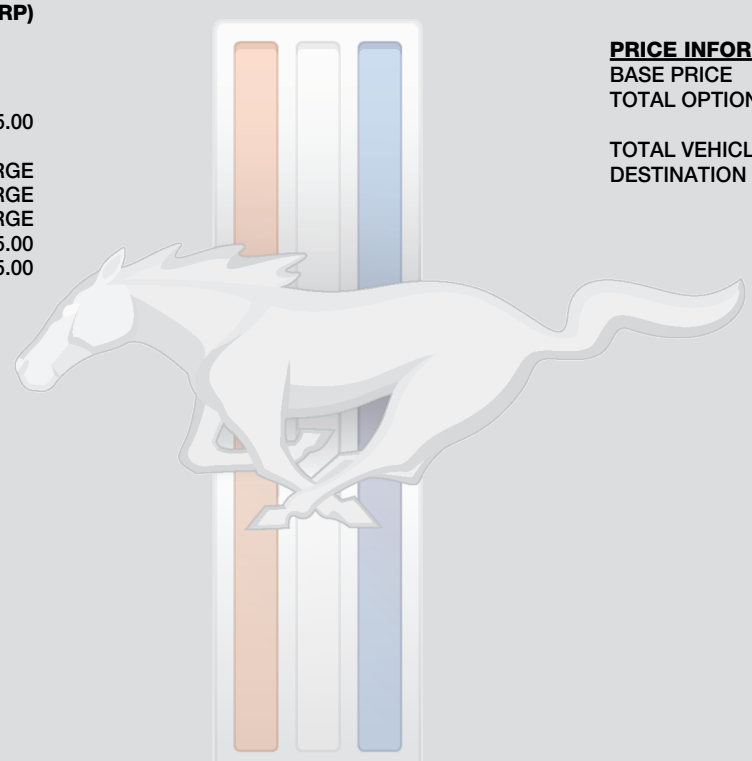 RP)
5.00
RGE
RGE
RGE
5.00
5.00
PRICE INFOR
BASE PRICE
TOTAL OPTION
TOTAL VEHICL
DESTINATION